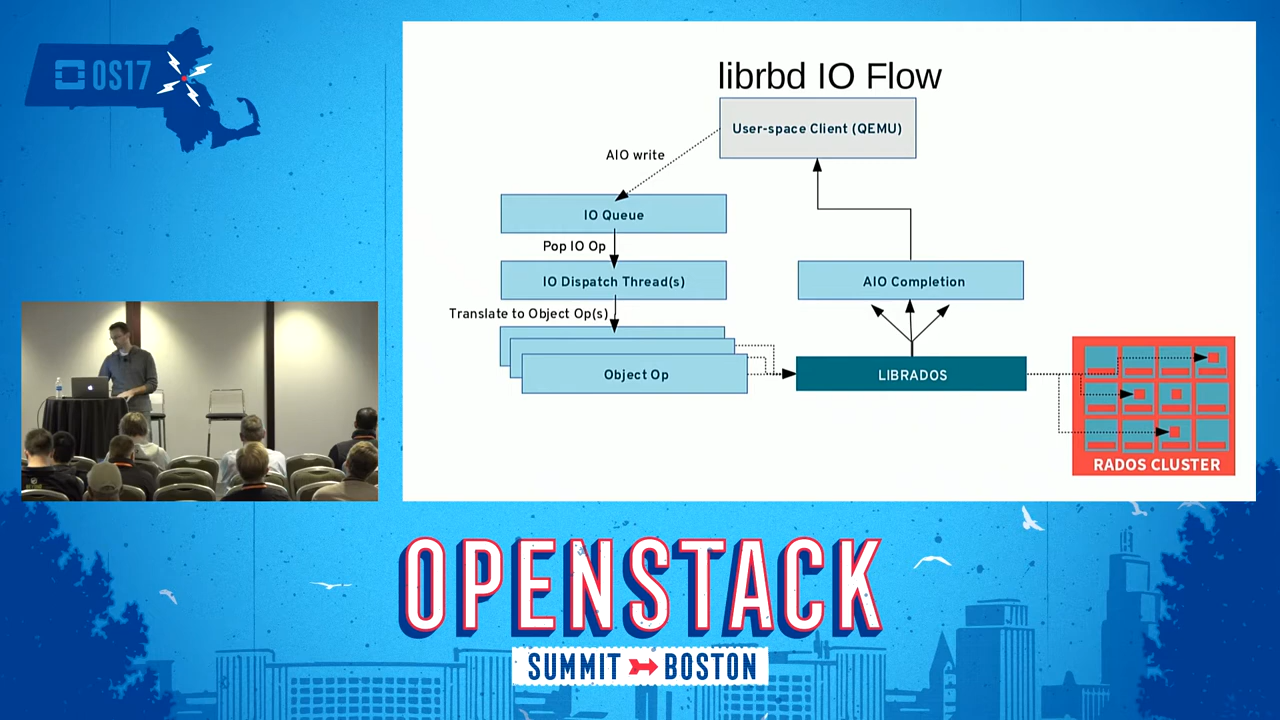 OS17
librbd IO Flow
User-space Client (QEMU)
AIO write
IO Queue
Pop IO Op
IO Dispatch Thread(s)
AIO Completion
Translate to Object Op(s)
Object Op
LIBRADOS
RADOS CLUSTER
OPENSTACK
SUMMIT BOSTON